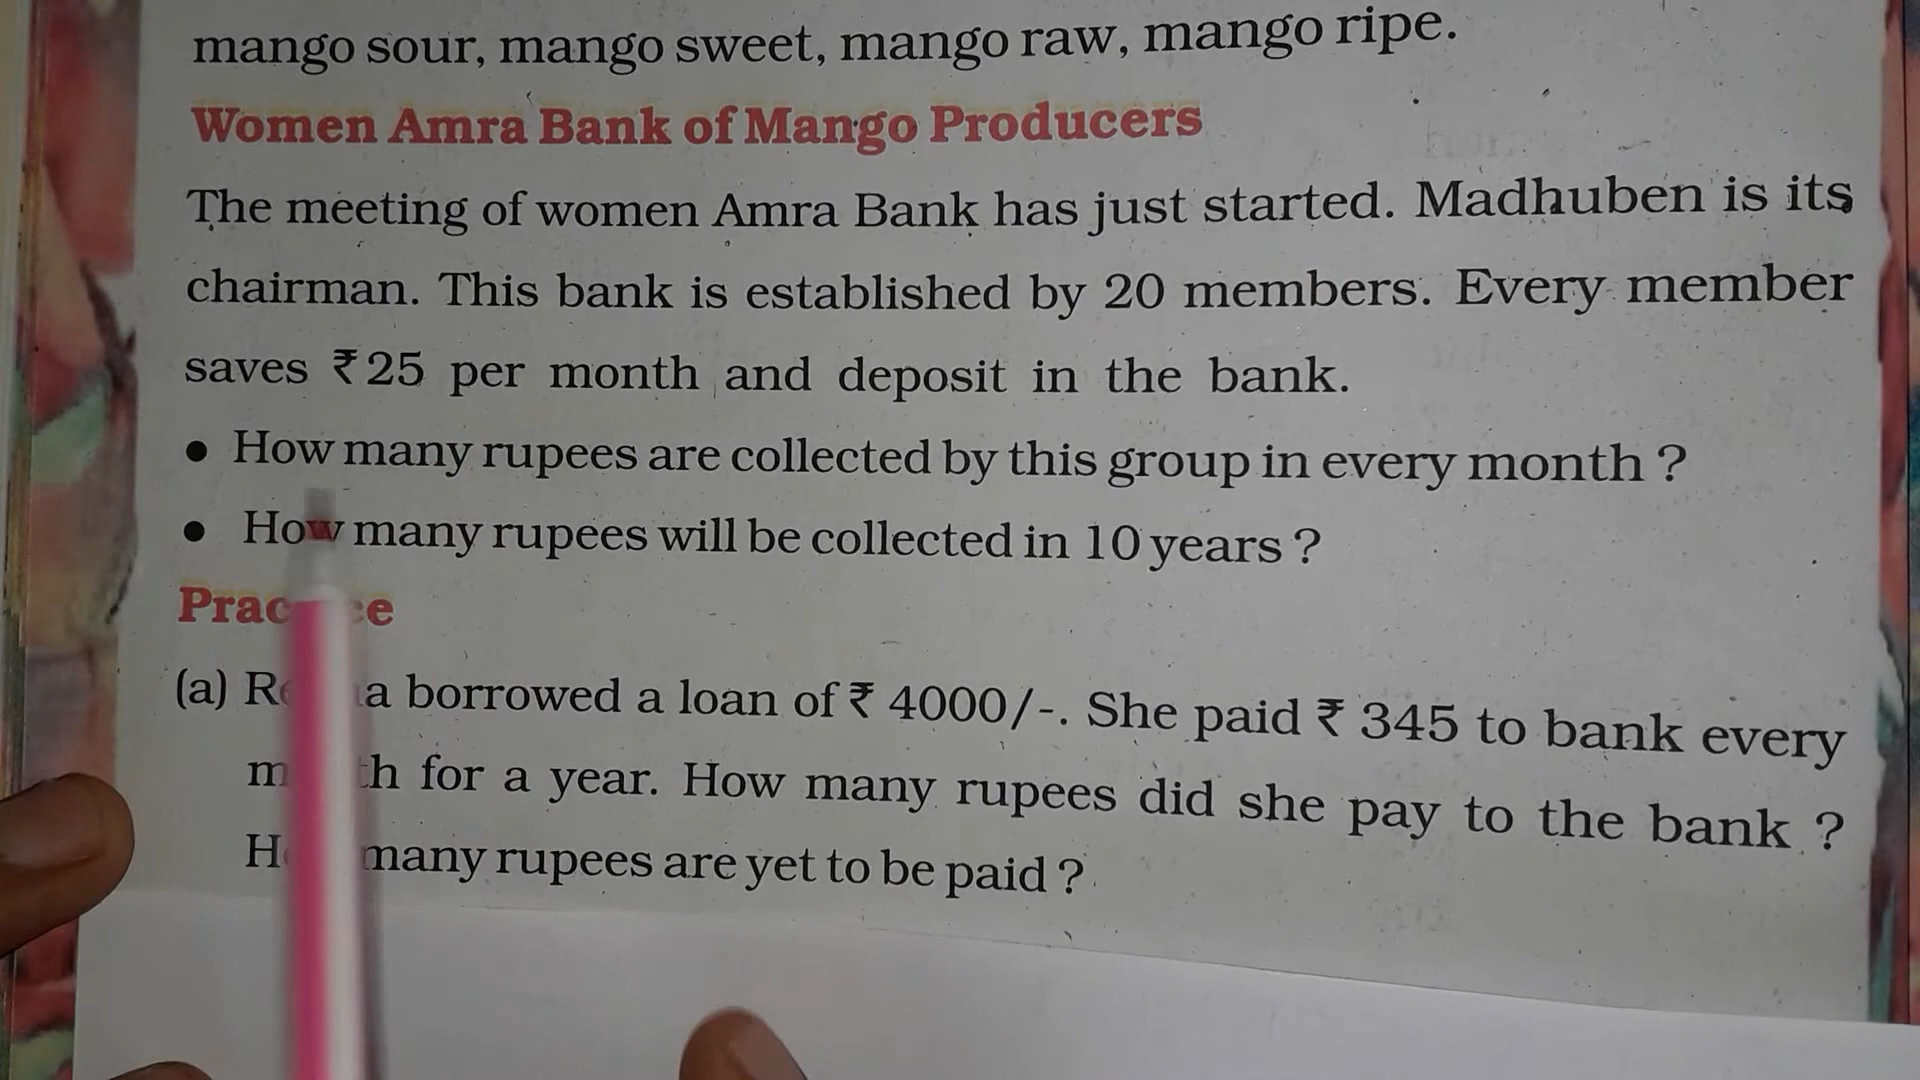 mango sour, mango sweet, mango raw, mango ripe.
Women Amra Bank of Mango Producers
The meeting of women Amra Bank has just started. Madhuben is its
chairman. This bank is established by 20 members. Every member
saves ₹25 per month and deposit in the bank.
• How many rupees are collected by this group in every month ?
• How many rupees will be collected in 10 years ?
Practice
(a) borrowed a loan of ₹ 4000/-. She paid ₹ 345 to bank every
month for a year. How many rupees did she pay to the bank ?
How many rupees are yet to be paid ?